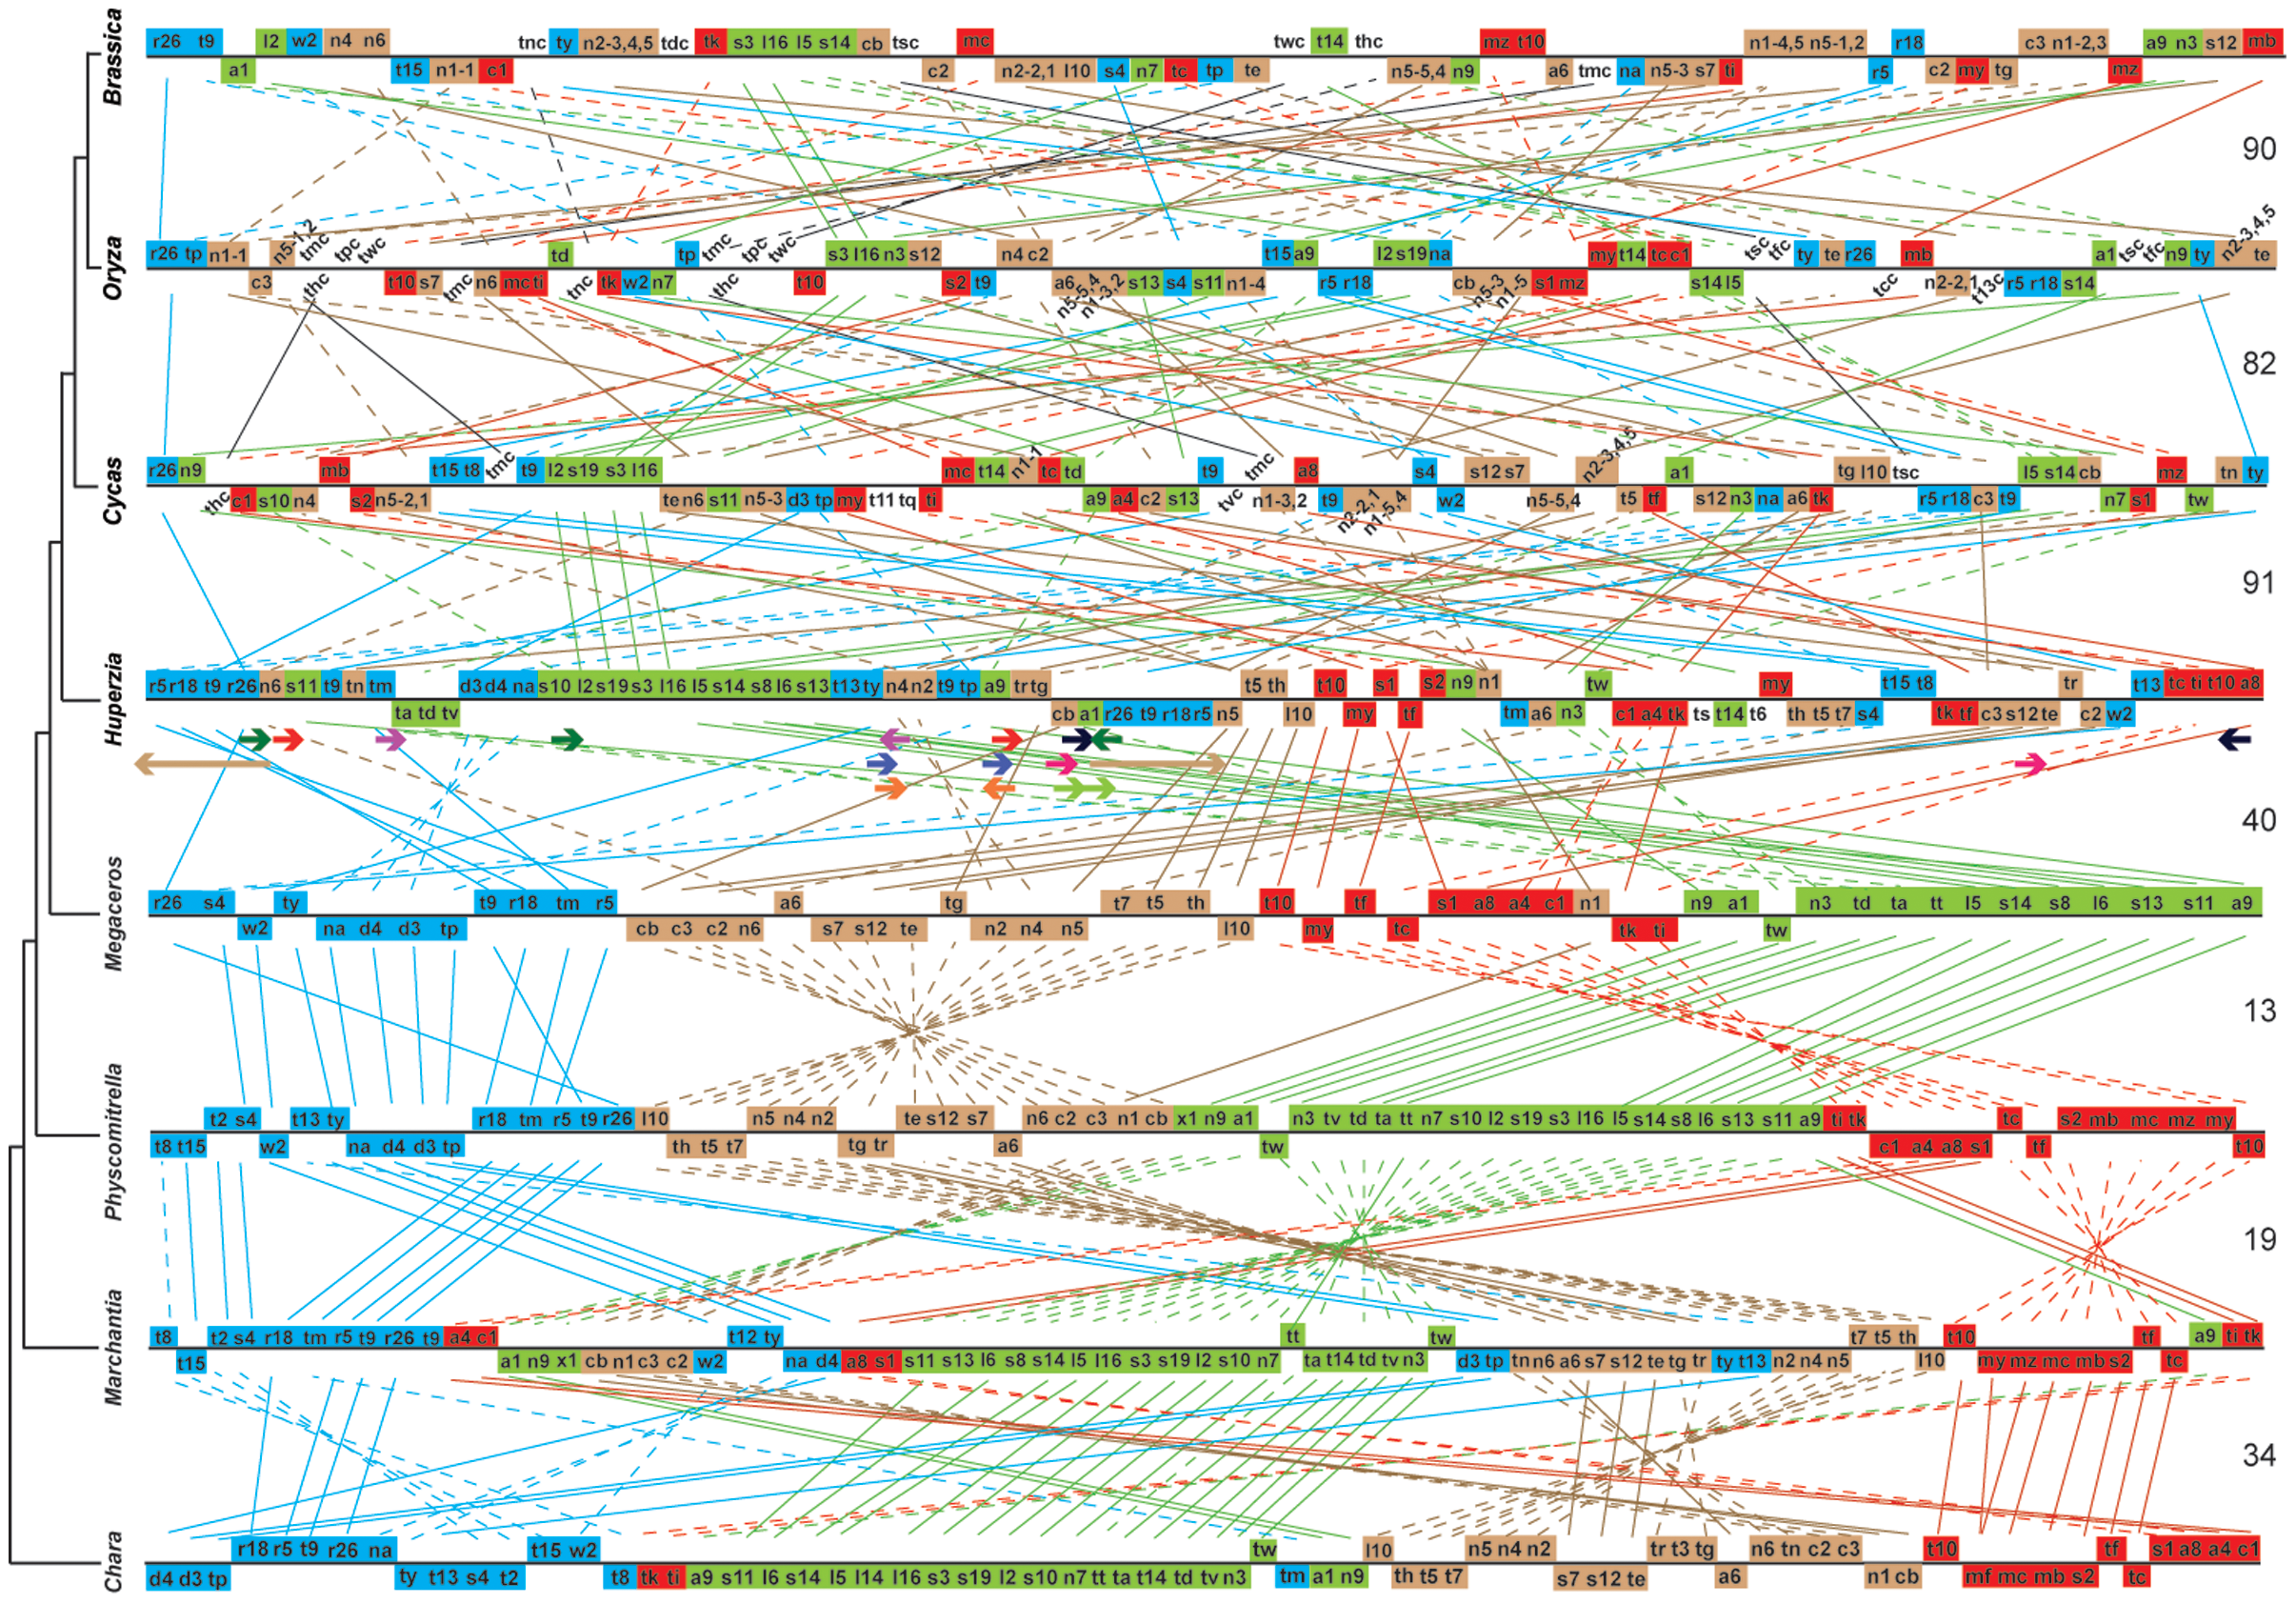 Brassica
r26 t9 l2 w2 n4 n6 tnc ty n2-3,4,5 tdc tk s3 l16 l5 s14 cb tsc mc twc t14 thc mz t10 n1-4,5 n5-1,2 r18 c3 n1-2,3 a9 n3 s12 mb
a1 t15 n1-1 c1 c2 n2-2,1 l10 s4 n7 tc tp te n5-5,4 n9 a6 tmc na n5-3 s7 ti r5 c2 my tg mz
90
Oryza
r26 tp n1-1 n5-1,2 tmc tpc twc td tp tmc tpc twc s3 l16 n3 s12 n4 c2 t15 a9 l2 s19 na my t14 tc c1 tsc tfc ty te r26 mb a1 tsc tfc n9 ty n2-3,4,5 te
c3 thc t10 s7 tmc n6 mc ti tnc tk w2 n7 thc t10 s2 t9 a6 n5-5,4 n1-3,2 s13 s4 s11 n1-4 r5 r18 cb n5-3 n1-5 s1 mz s14 l5 tcc n2-2,1 t13c r5 r18 s14
82
Cycas
r26 n9 mb t15 t8 tmc t9 l2 s19 s3 l16 mc t14 n1-1 tc td t9 tmc a8 s4 s12 s7 n2-3,4,5 a1 tg l10 tsc l5 s14 cb mz tn ty
thc c1 s10 n4 s2 n5-2,1 te n6 s11 n5-3 d3 tp my t11 tq ti a9 a4 c2 s13 tvc n1-3,2 t9 n2-2,1 n1-5,4 w2 n5-5,4 t5 tf s12 n3 na a6 tk r5 r18 c3 t9 n7 s1 tw
91
Huperzia
r5 r18 t9 r26 n6 s11 t9 tn tm d3 d4 na s10 l2 s19 s3 l16 l5 s14 s8 l6 s13 t13 ty n4 n2 t9 tp a9 tr tg t5 th t10 s1 s2 n9 n1 tw my t15 t8 tr t13 tc ti t10 a8
ta td tv cb a1 r26 t9 r18 r5 n5 l10 my tf tm a6 n3 c1 a4 tk ts t14 t6 th t5 t7 s4 tk tf c3 s12 te c2 w2
40
Megaceros
r26 s4 ty t9 r18 tm r5 a6 tg t7 t5 th t10 tf s1 a8 a4 c1 n1 n9 a1 n3 td ta tt l5 s14 s8 l6 s13 s11 a9
w2 na d4 d3 tp cb c3 c2 n6 s7 s12 te n2 n4 n5 l10 my tc tk ti tw
13
Physcomitrella
t2 s4 t13 ty r18 tm r5 t9 r26 l10 n5 n4 n2 te s12 s7 n6 c2 c3 n1 cb x1 n9 a1 n3 tv td ta tt n7 s10 l2 s19 s3 l16 l5 s14 s8 l6 s13 s11 a9 ti tk tc s2 mb mc mz my
t8 t15 w2 na d4 d3 tp th t5 t7 tg tr a6 tw c1 a4 a8 s1 tf t10
19
Marchantia
t8 t2 s4 r18 tm r5 t9 r26 t9 a4 c1 t12 ty tt tw t7 t5 th t10 tf a9 ti tk
t15 a1 n9 x1 cb n1 c3 c2 w2 na d4 a8 s1 s11 s13 l6 s8 s14 l5 l16 s3 s19 l2 s10 n7 ta t14 td tv n3 d3 tp tn n6 a6 s7 s12 te tg tr ty t13 n2 n4 n5 l10 my mz mc mb s2 tc
34
Chara
r18 r5 t9 r26 na t15 w2 tw l10 n5 n4 n2 tr t3 tg n6 tn c2 c3 t10 tf s1 a8 a4 c1
d4 d3 tp ty t13 s4 t2 t8 tk ti a9 s11 l6 s14 l5 l14 l16 s3 s19 l2 s10 n7 tt ta t14 td tv n3 tm a1 n9 th t5 t7 s7 s12 te a6 n1 cb mf mc mb s2 tc